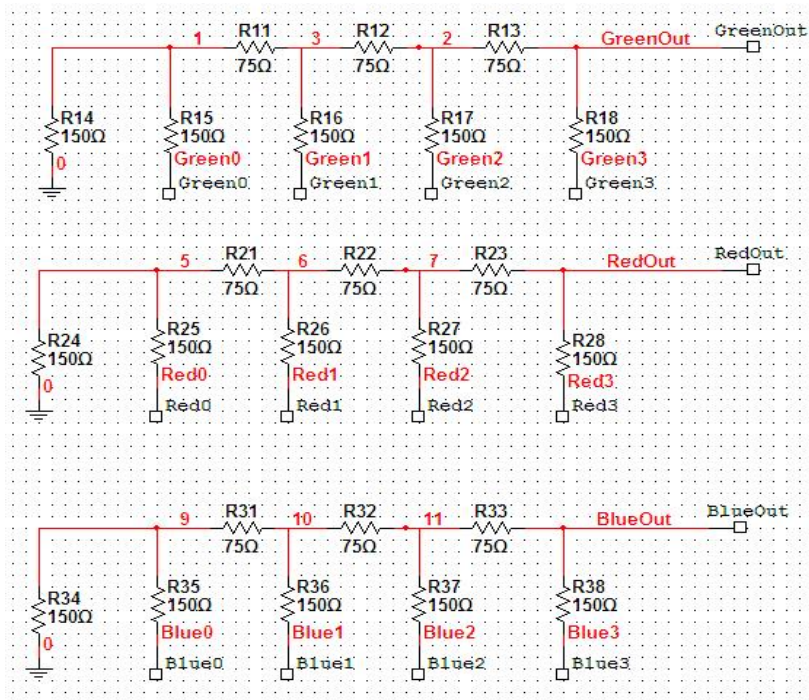 R11 R12 R13 GreenOut
1 3 2 GreenOut
75Ω 75Ω 75Ω
R14 R15 R16 R17 R18
150Ω 150Ω 150Ω 150Ω 150Ω
0 Green0 Green1 Green2 Green3
Green0 Green1 Green2 Green3
R21 R22 R23 RedOut
5 6 7 RedOut
75Ω 75Ω 75Ω
R24 R25 R26 R27 R28
150Ω 150Ω 150Ω 150Ω 150Ω
0 Red0 Red1 Red2 Red3
Red0 Red1 Red2 Red3
R31 R32 R33 BlueOut
9 10 11 BlueOut
75Ω 75Ω 75Ω
R34 R35 R36 R37 R38
150Ω 150Ω 150Ω 150Ω 150Ω
0 Blue0 Blue1 Blue2 Blue3
Blue0 Blue1 Blue2 Blue3